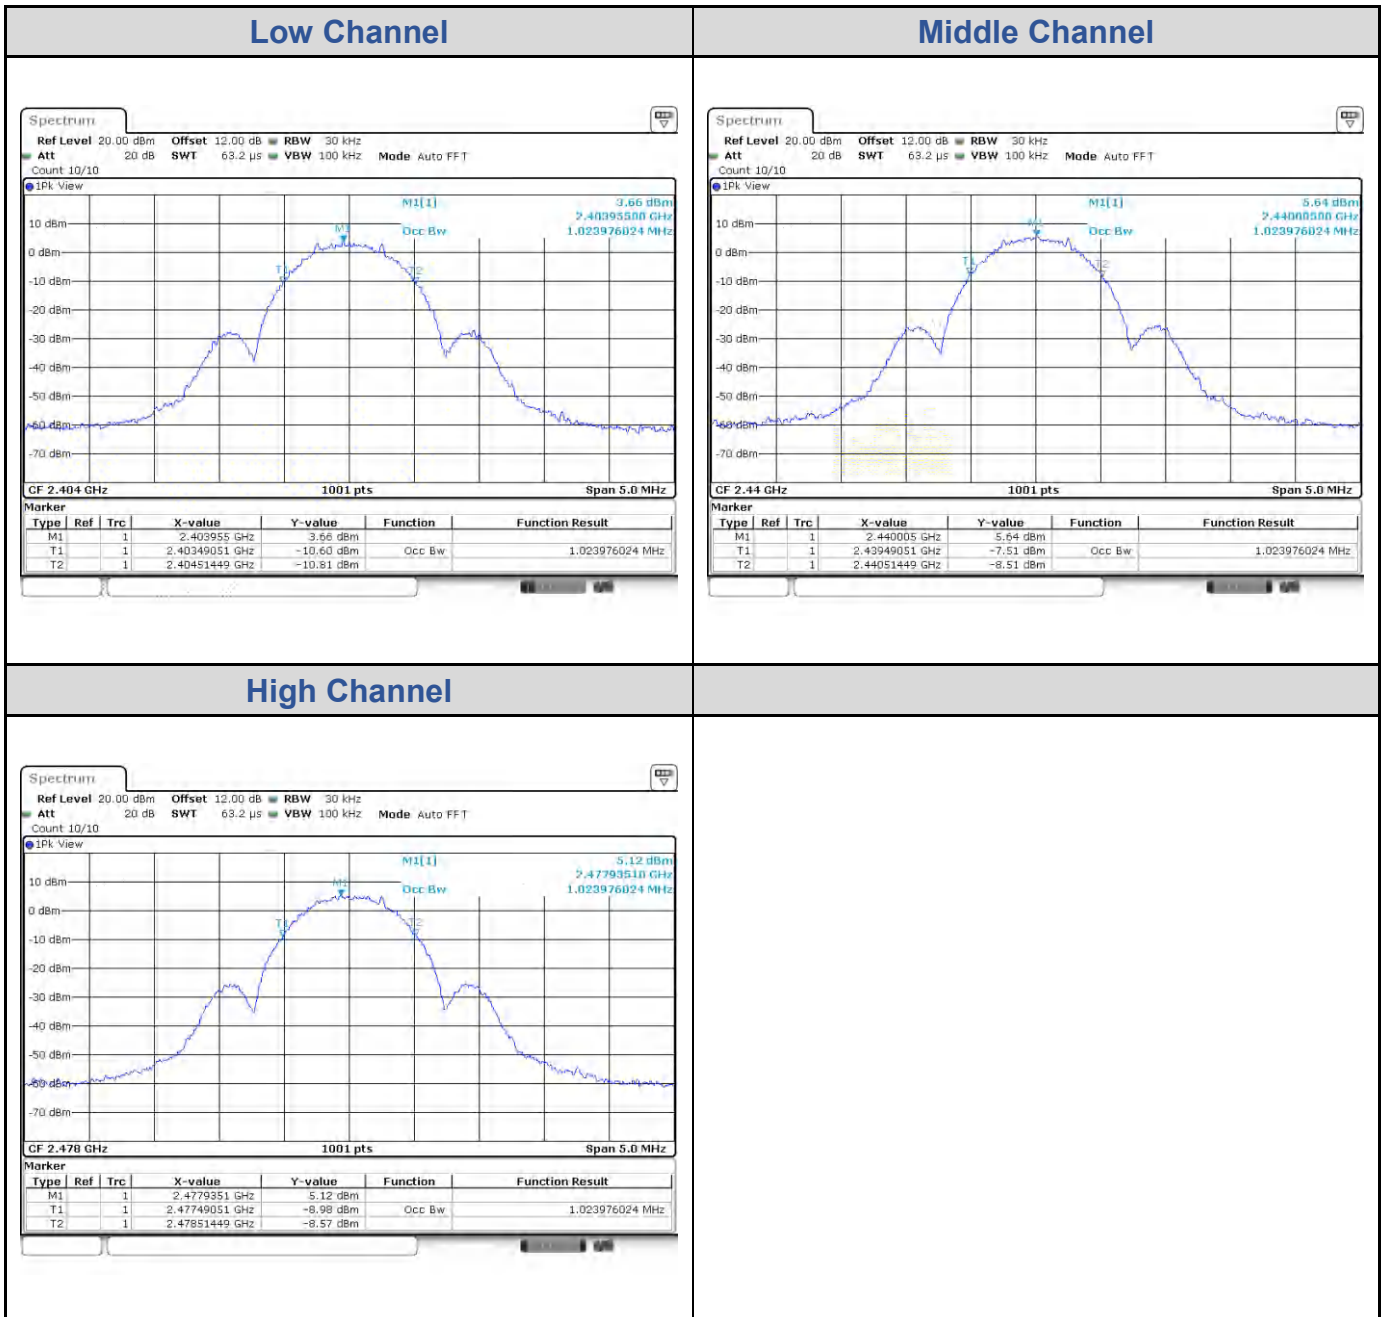 Low Channel
Middle Channel
Spectrum
Ref Level 20.00 dBm Offset 12.00 dB RBW 30 kHz
Att 20 dB SWT 63.2 µs VBW 100 kHz Mode Auto FFT
Count 10/10
1Pk View
M1[1] 3.66 dBm
2.40395500 GHz
Occ Bw 1.023976024 MHz
10 dBm
M1
0 dBm
T1
T2
-10 dBm
-20 dBm
-30 dBm
-40 dBm
-50 dBm
-60 dBm
-70 dBm
CF 2.404 GHz 1001 pts Span 5.0 MHz
Marker
Type Ref Trc X-value Y-value Function Function Result
M1 1 2.403955 GHz 3.66 dBm
T1 1 2.40349051 GHz -10.60 dBm Occ Bw 1.023976024 MHz
T2 1 2.40451449 GHz -10.81 dBm
Spectrum
Ref Level 20.00 dBm Offset 12.00 dB RBW 30 kHz
Att 20 dB SWT 63.2 µs VBW 100 kHz Mode Auto FFT
Count 10/10
1Pk View
M1[1] 5.64 dBm
2.44000500 GHz
Occ Bw 1.023976024 MHz
10 dBm
M1
0 dBm
T1
T2
-10 dBm
-20 dBm
-30 dBm
-40 dBm
-50 dBm
-60 dBm
-70 dBm
CF 2.44 GHz 1001 pts Span 5.0 MHz
Marker
Type Ref Trc X-value Y-value Function Function Result
M1 1 2.440005 GHz 5.64 dBm
T1 1 2.43949051 GHz -7.51 dBm Occ Bw 1.023976024 MHz
T2 1 2.44051449 GHz -8.51 dBm
High Channel
Spectrum
Ref Level 20.00 dBm Offset 12.00 dB RBW 30 kHz
Att 20 dB SWT 63.2 µs VBW 100 kHz Mode Auto FFT
Count 10/10
1Pk View
M1[1] 5.12 dBm
2.47793510 GHz
Occ Bw 1.023976024 MHz
10 dBm
M1
0 dBm
T1
T2
-10 dBm
-20 dBm
-30 dBm
-40 dBm
-50 dBm
-60 dBm
-70 dBm
CF 2.478 GHz 1001 pts Span 5.0 MHz
Marker
Type Ref Trc X-value Y-value Function Function Result
M1 1 2.4779351 GHz 5.12 dBm
T1 1 2.47749051 GHz -8.98 dBm Occ Bw 1.023976024 MHz
T2 1 2.47851449 GHz -8.57 dBm